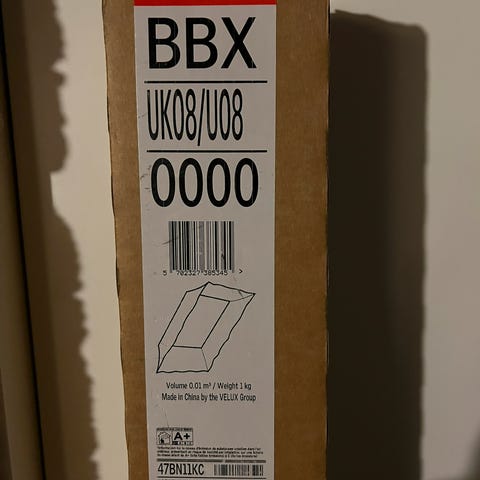 BBX
UK08/U08
0000
5 702327 385345 >
Volume 0.01 m³ / Weight 1 kg
Made in China by the VELUX Group
A+
47BN11KC